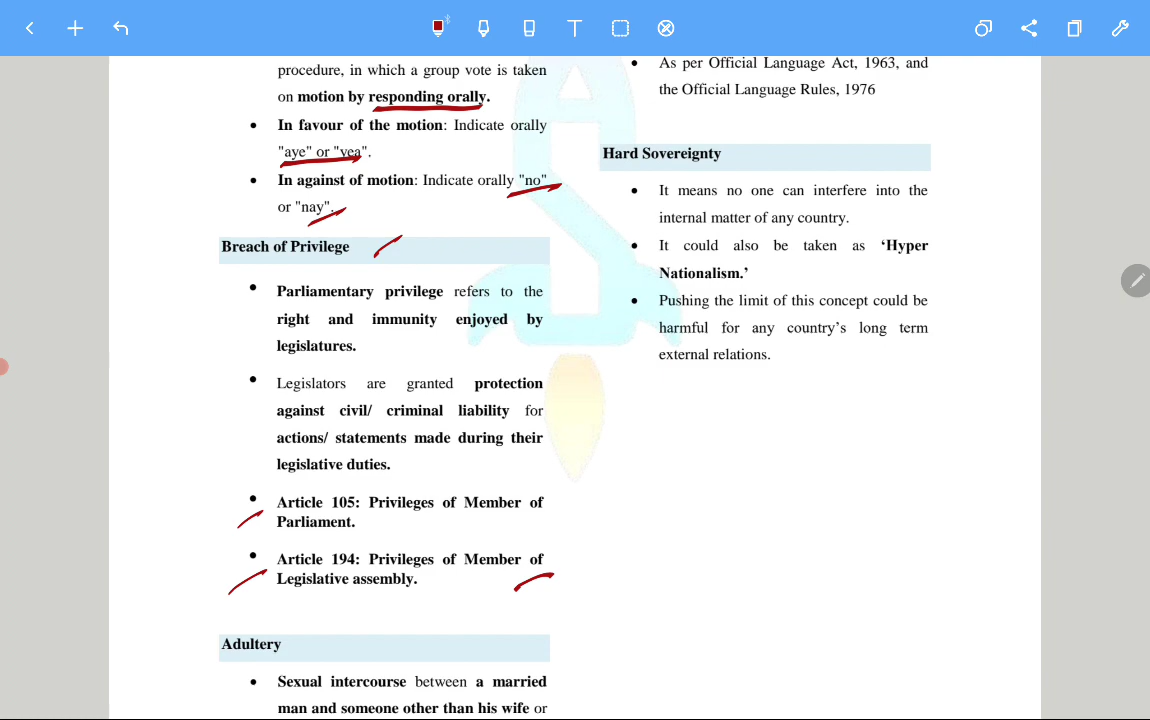 procedure, in which a group vote is taken
on motion by responding orally.
• In favour of the motion: Indicate orally
"aye" or "yea".
• In against of motion: Indicate orally "no"
or "nay".
Breach of Privilege
• Parliamentary privilege refers to the
right and immunity enjoyed by
legislatures.
• Legislators are granted protection
against civil/ criminal liability for
actions/ statements made during their
legislative duties.
• Article 105: Privileges of Member of
Parliament.
• Article 194: Privileges of Member of
Legislative assembly.
Adultery
• Sexual intercourse between a married
man and someone other than his wife or
• As per Official Language Act, 1963, and
the Official Language Rules, 1976
Hard Sovereignty
• It means no one can interfere into the
internal matter of any country.
• It could also be taken as ‘Hyper
Nationalism.’
• Pushing the limit of this concept could be
harmful for any country’s long term
external relations.